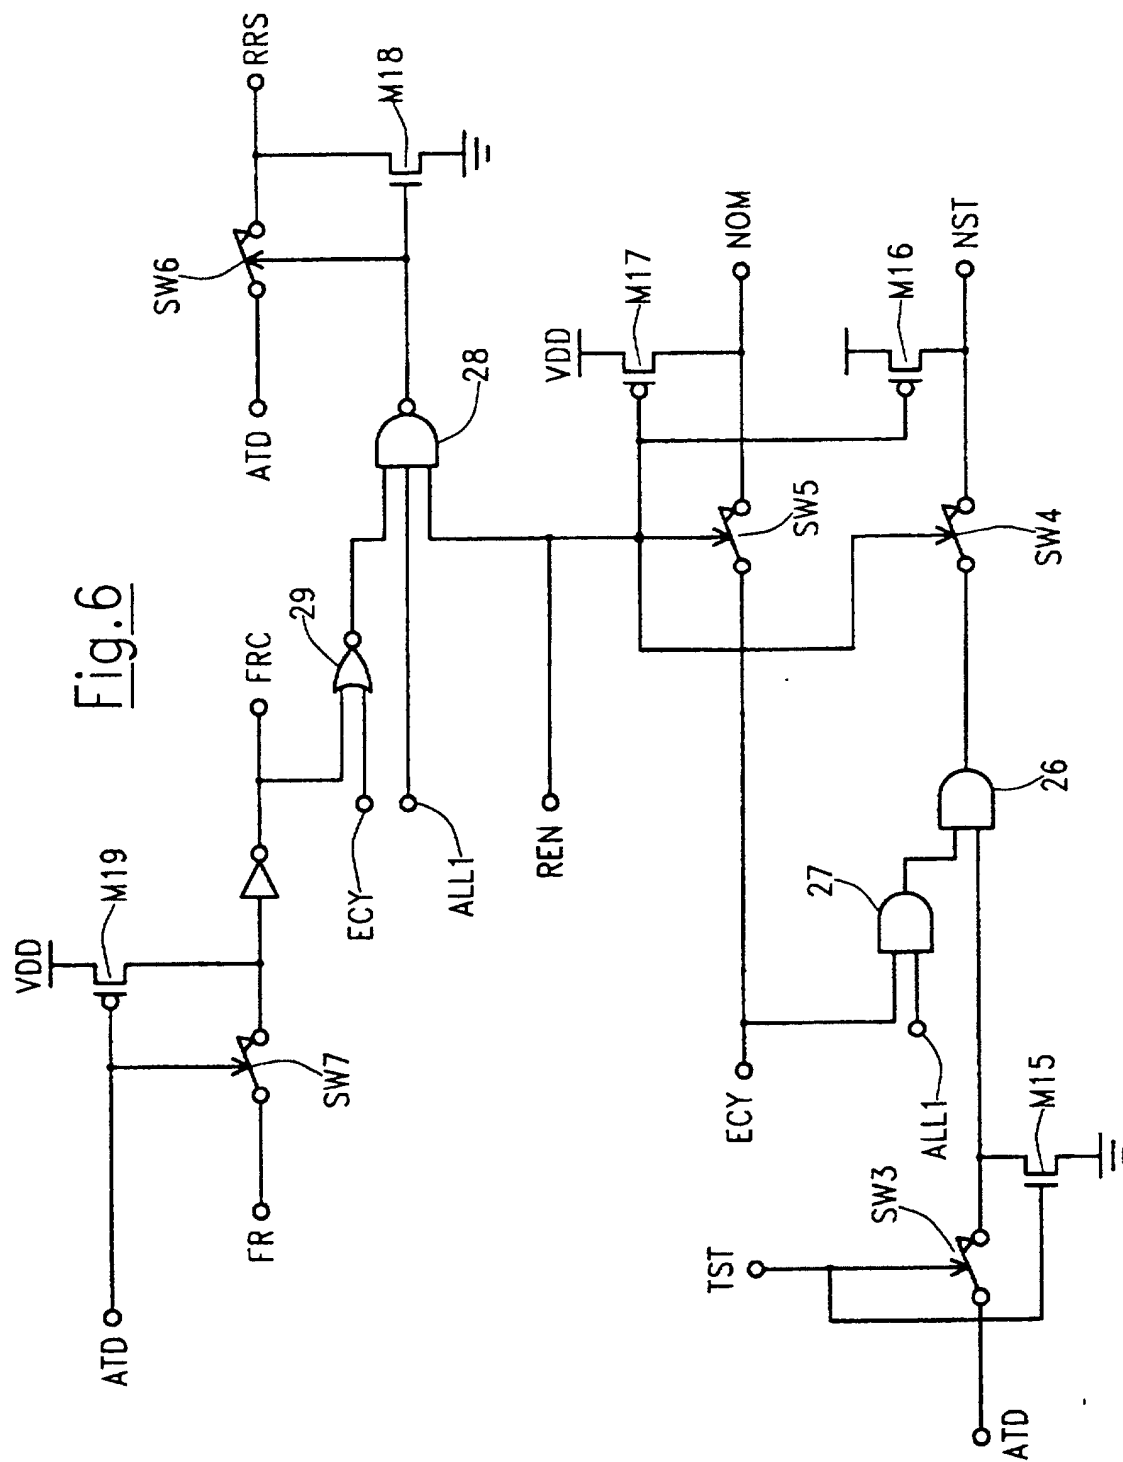 Fig.6
ATD
FR
VDD
M19
SW7
FRC
29
ECY
ALL1
REN
28
ATD
SW6
RRS
M18
VDD
M17
NOM
SW5
M16
NST
SW4
ECY
27
ALL1
26
TST
SW3
M15
ATD